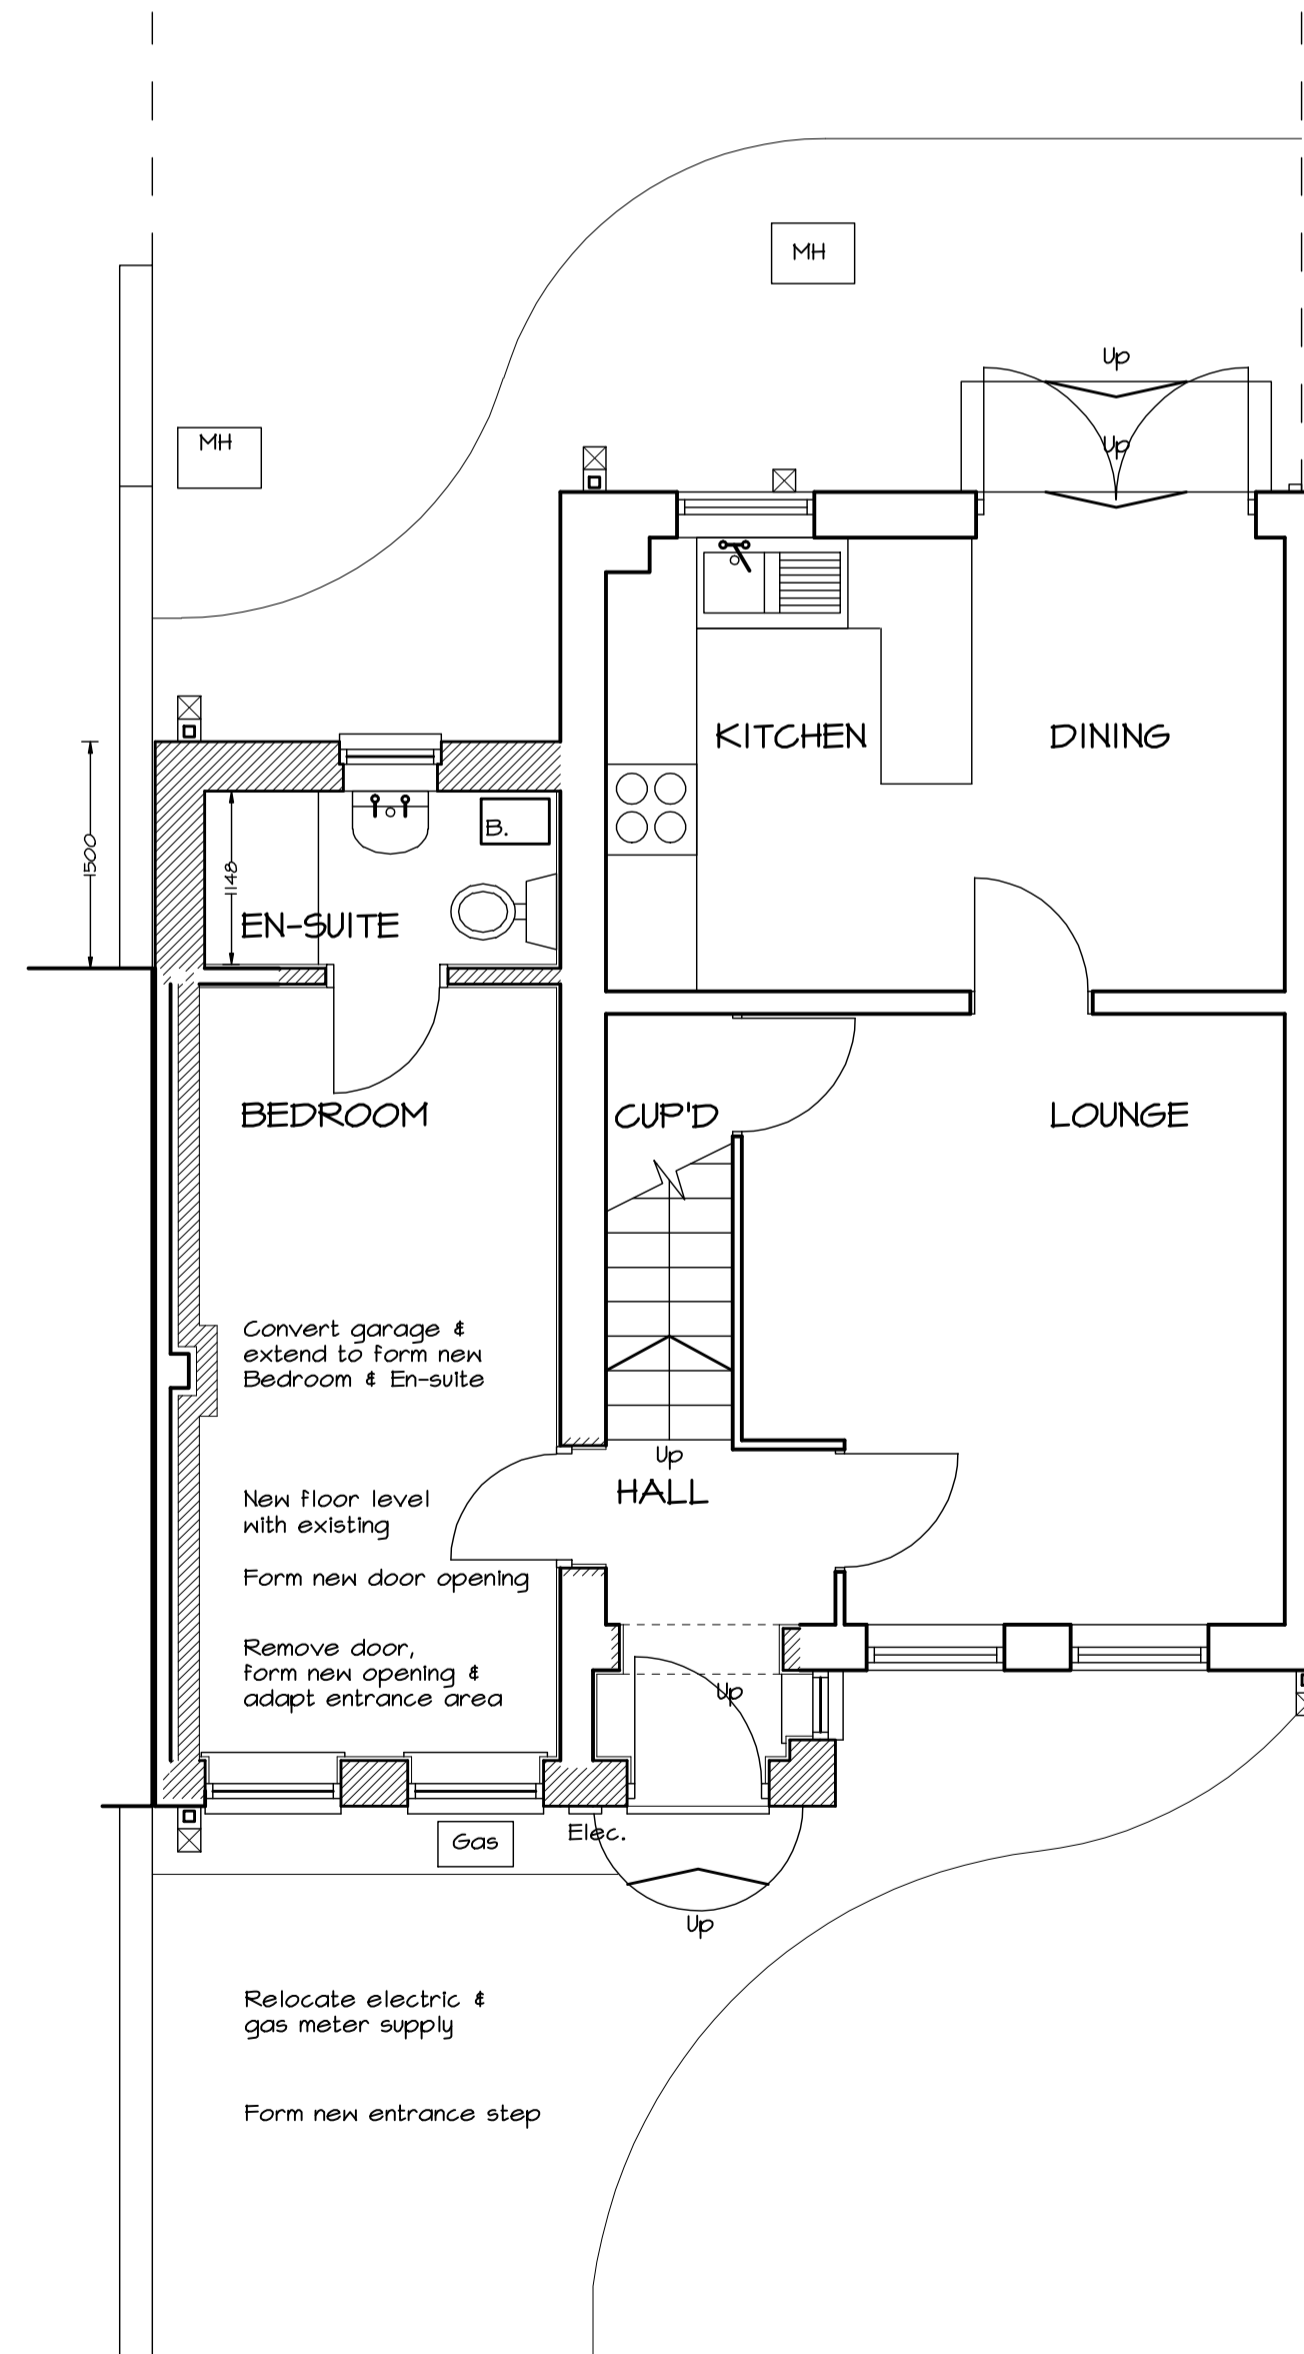 MH
Up
MH
Up
KITCHEN
DINING
1500
B.
1148
EN-SUITE
BEDROOM
CUP'D
LOUNGE
Convert garage &
extend to form new
Bedroom & En-suite
Up
HALL
New floor level
with existing
Form new door opening
Remove door,
form new opening &
adapt entrance area
Up
Elec.
Gas
Up
Relocate electric &
gas meter supply
Form new entrance step